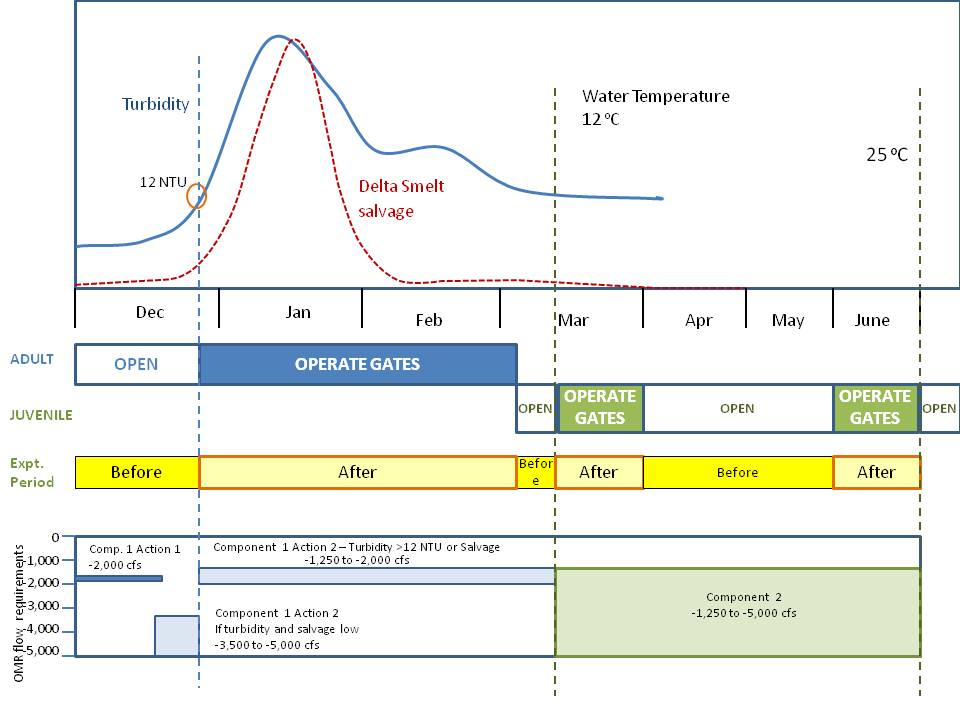 Turbidity
Water Temperature
12 ºC
25 ºC
12 NTU
Delta Smelt
salvage
Dec
Jan
Feb
Mar
Apr
May
June
ADULT
OPEN
OPERATE GATES
JUVENILE
OPEN
OPERATE
GATES
OPEN
OPERATE
GATES
OPEN
Expt.
Period
Before
After
Befor
e
After
Before
After
OMR flow requirements
0
-1,000
-2,000
-3,000
-4,000
-5,000
Comp. 1 Action 1
-2,000 cfs
Component 1 Action 2 – Turbidity >12 NTU or Salvage
-1,250 to -2,000 cfs
Component 1 Action 2
If turbidity and salvage low
-3,500 to -5,000 cfs
Component 2
-1,250 to -5,000 cfs